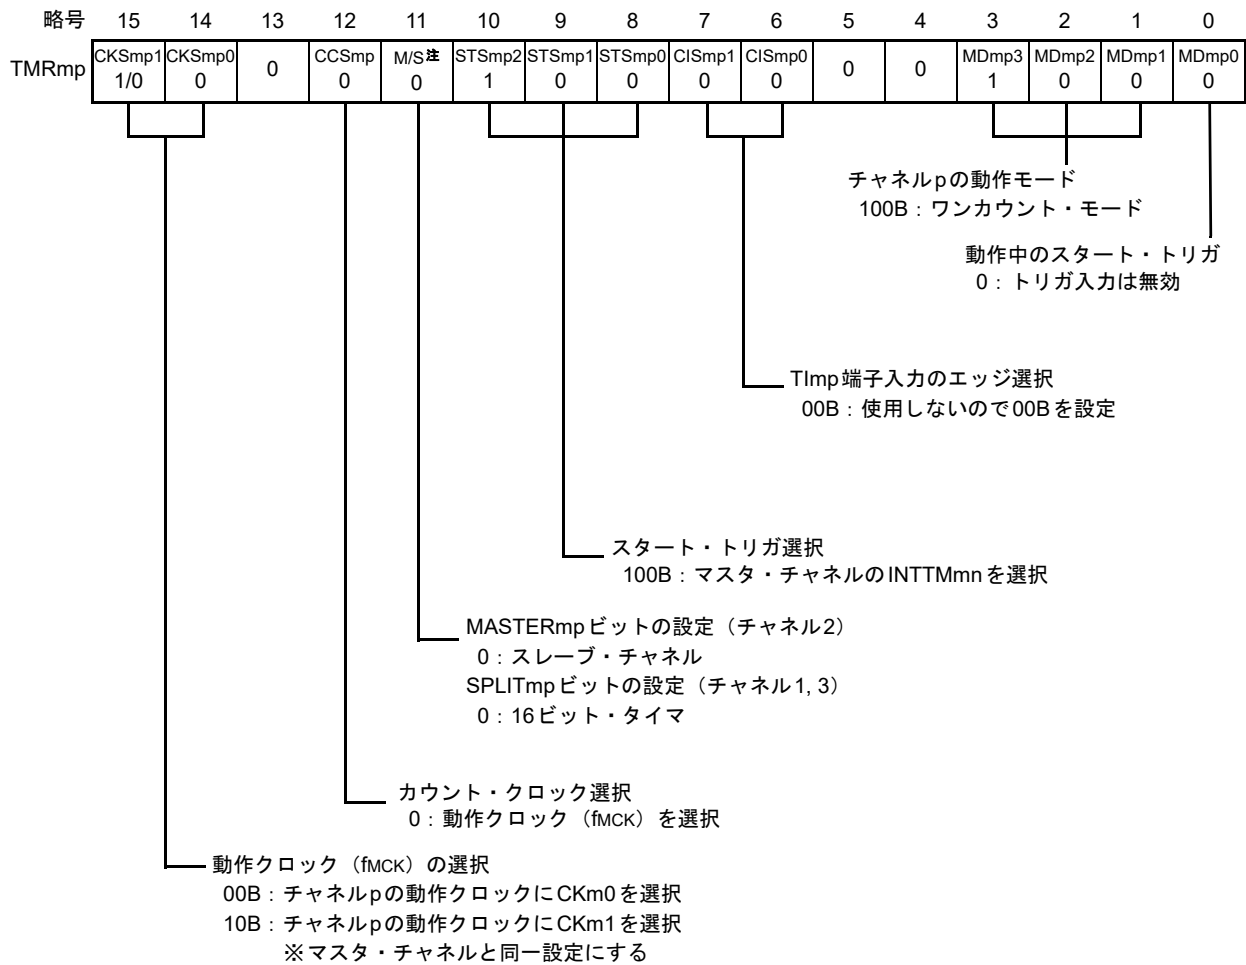 略号 15 14 13 12 11 10 9 8 7 6 5 4 3 2 1 0
TMRmp CKSmp1 CKSmp0 0 CCSmp M/S注 STSmp2 STSmp1 STSmp0 CISmp1 CISmp0 0 0 MDmp3 MDmp2 MDmp1 MDmp0
1/0 0 0 0 1 0 0 0 0 1 0 0 0
チャネルpの動作モード
100B：ワンカウント・モード
動作中のスタート・トリガ
0：トリガ入力は無効
TImp端子入力のエッジ選択
00B：使用しないので00Bを設定
スタート・トリガ選択
100B：マスタ・チャネルのINTTMmnを選択
MASTERmpビットの設定（チャネル2）
0：スレーブ・チャネル
SPLITmpビットの設定（チャネル1, 3）
0：16ビット・タイマ
カウント・クロック選択
0：動作クロック（fMCK）を選択
動作クロック（fMCK）の選択
00B：チャネルpの動作クロックにCKm0を選択
10B：チャネルpの動作クロックにCKm1を選択
※マスタ・チャネルと同一設定にする